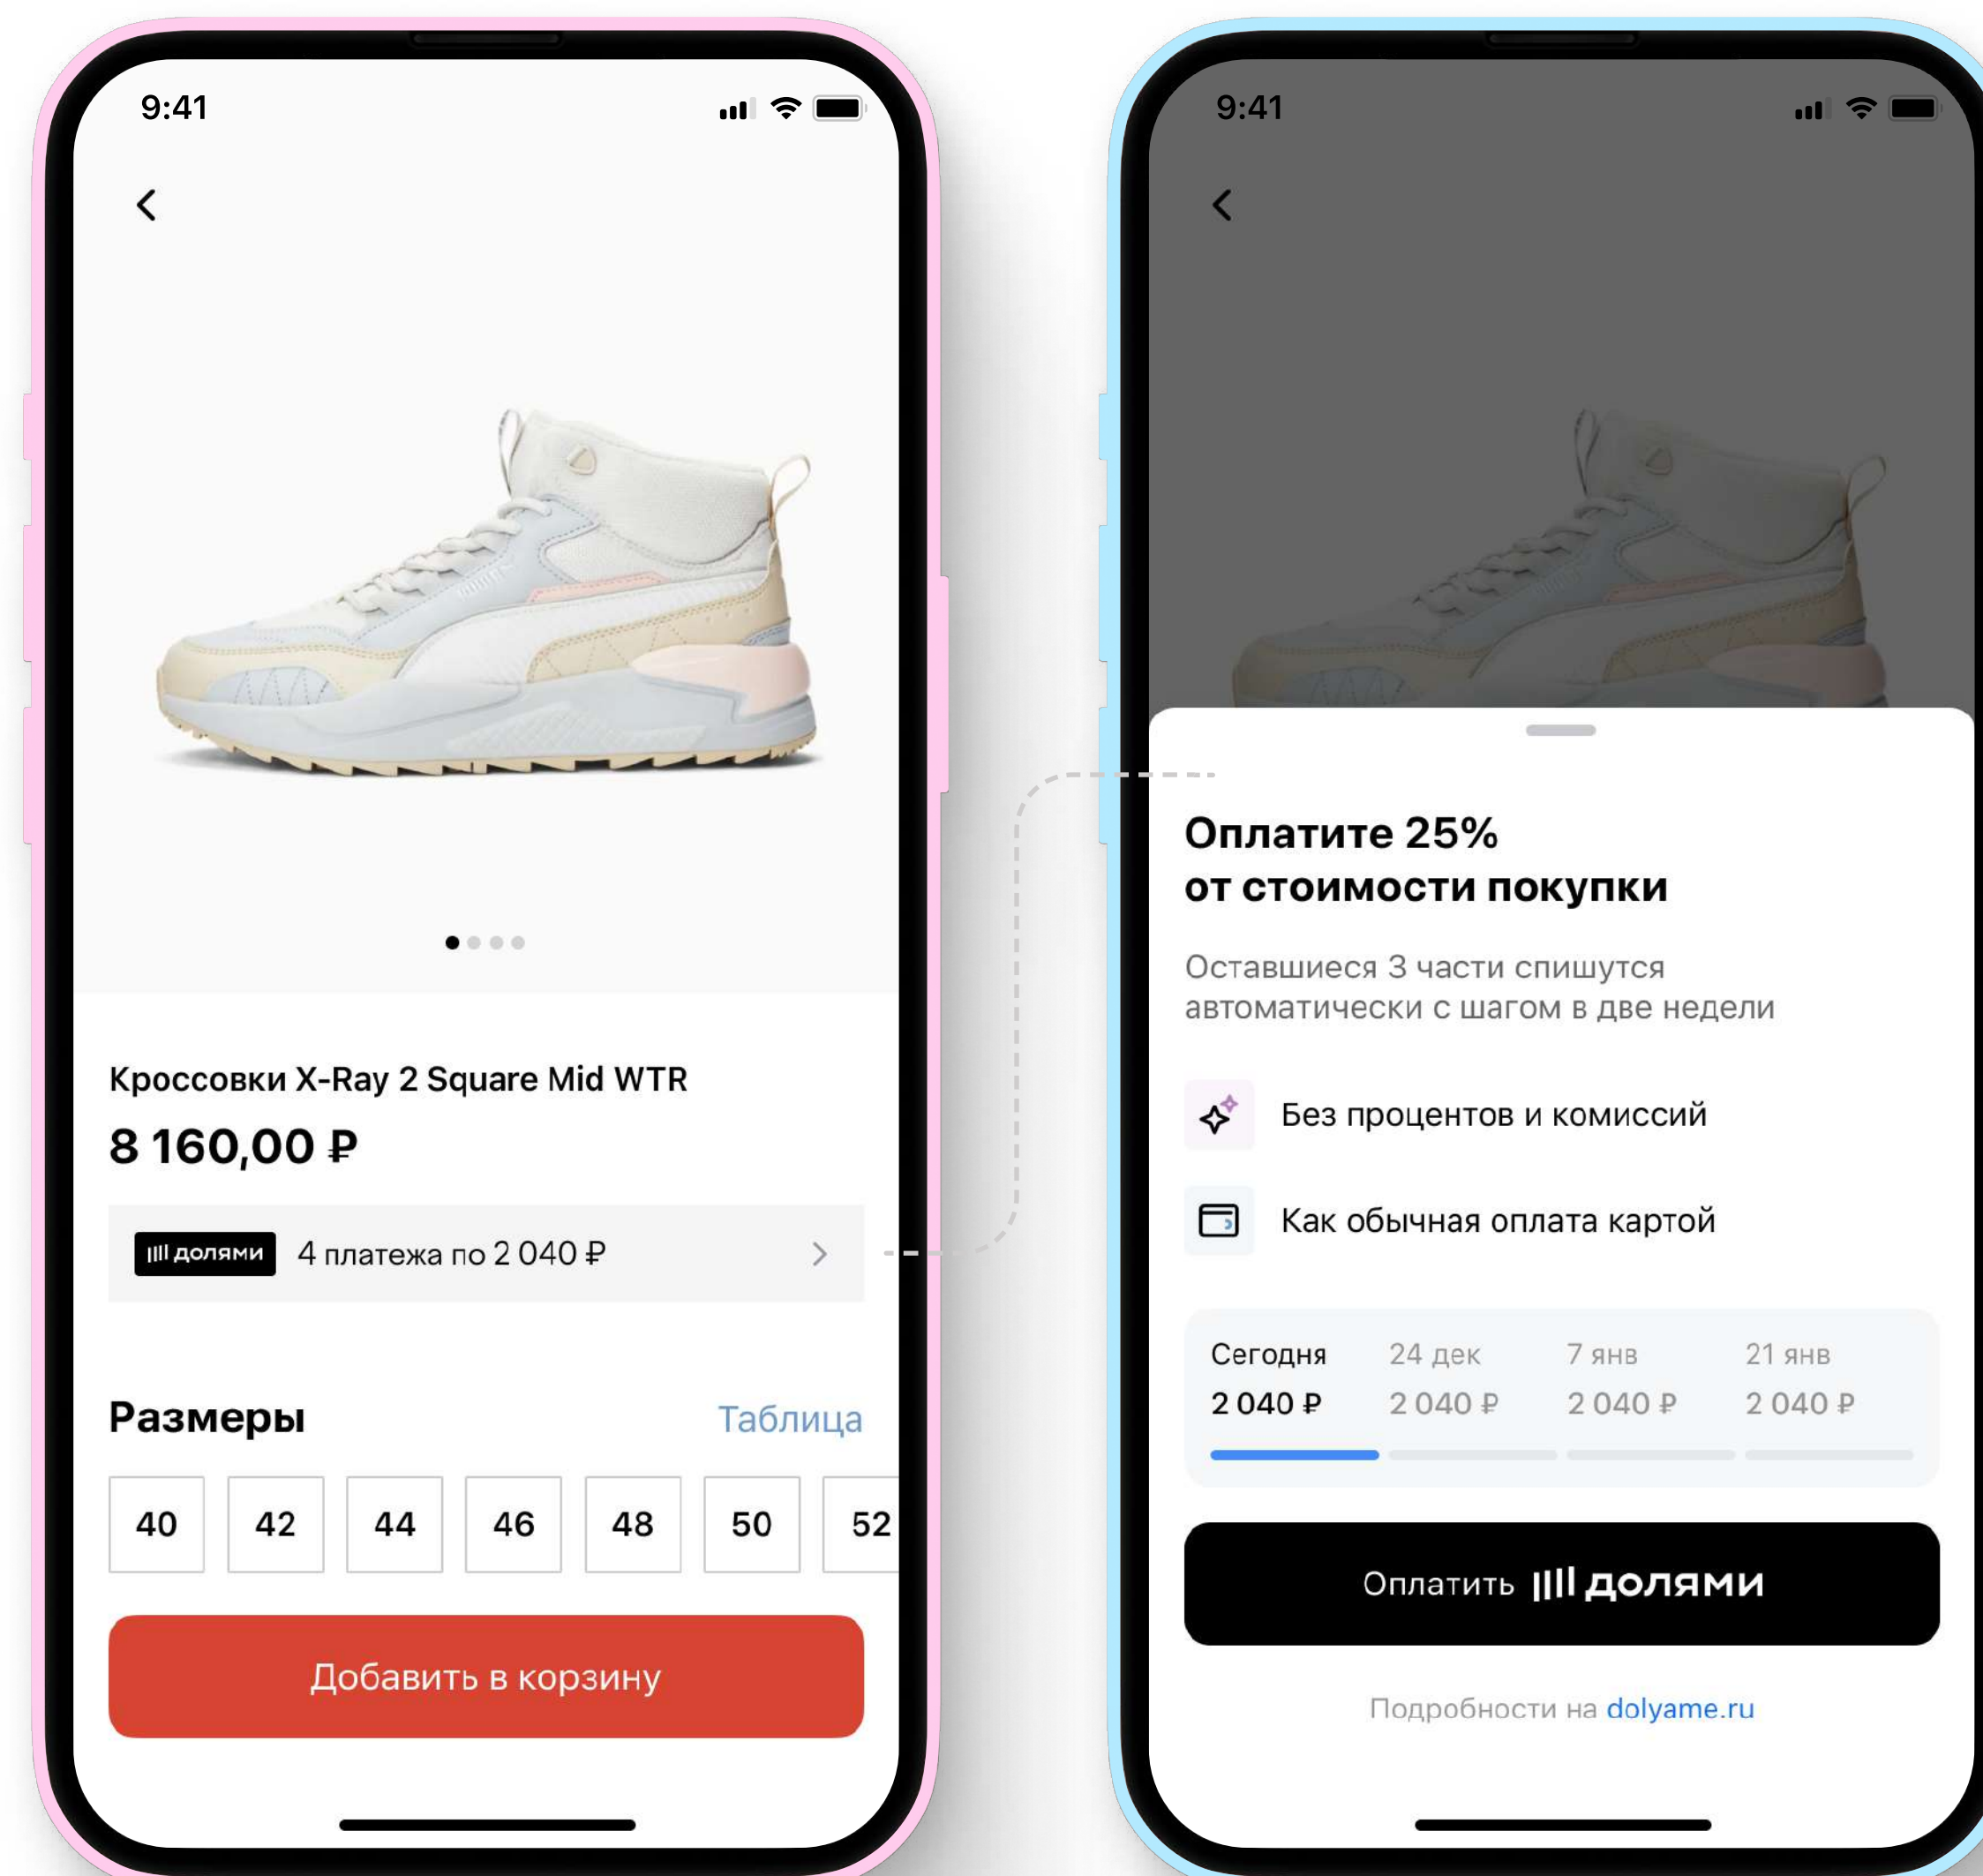 9:41
Кроссовки X-Ray 2 Square Mid WTR
8 160,00 ₽
долями 4 платежа по 2 040 ₽
Размеры Таблица
40 42 44 46 48 50 52
Добавить в корзину
9:41
Оплатите 25%
от стоимости покупки
Оставшиеся 3 части спишутся
автоматически с шагом в две недели
Без процентов и комиссий
Как обычная оплата картой
Сегодня 24 дек 7 янв 21 янв
2 040 ₽ 2 040 ₽ 2 040 ₽ 2 040 ₽
Оплатить долями
Подробности на dolyame.ru